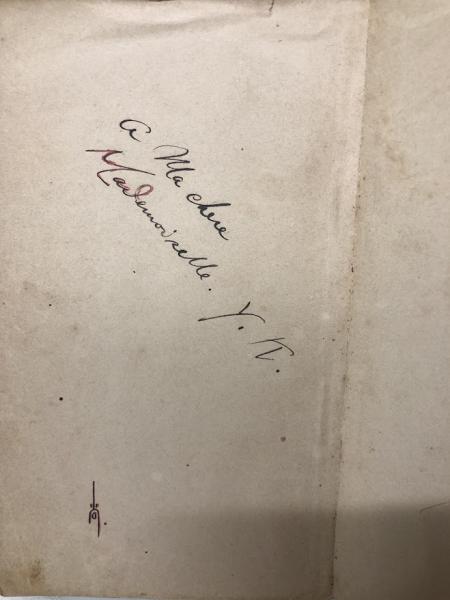 a Ma chere
Mademoiselle.
Y. K.